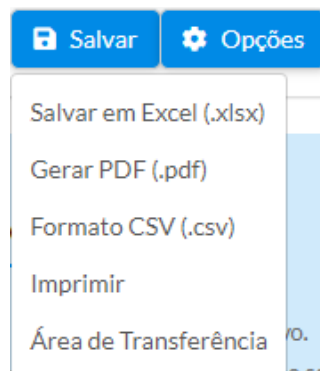 Salvar Opções
Salvar em Excel (.xlsx)
Gerar PDF (.pdf)
Formato CSV (.csv)
Imprimir
Área de Transferência